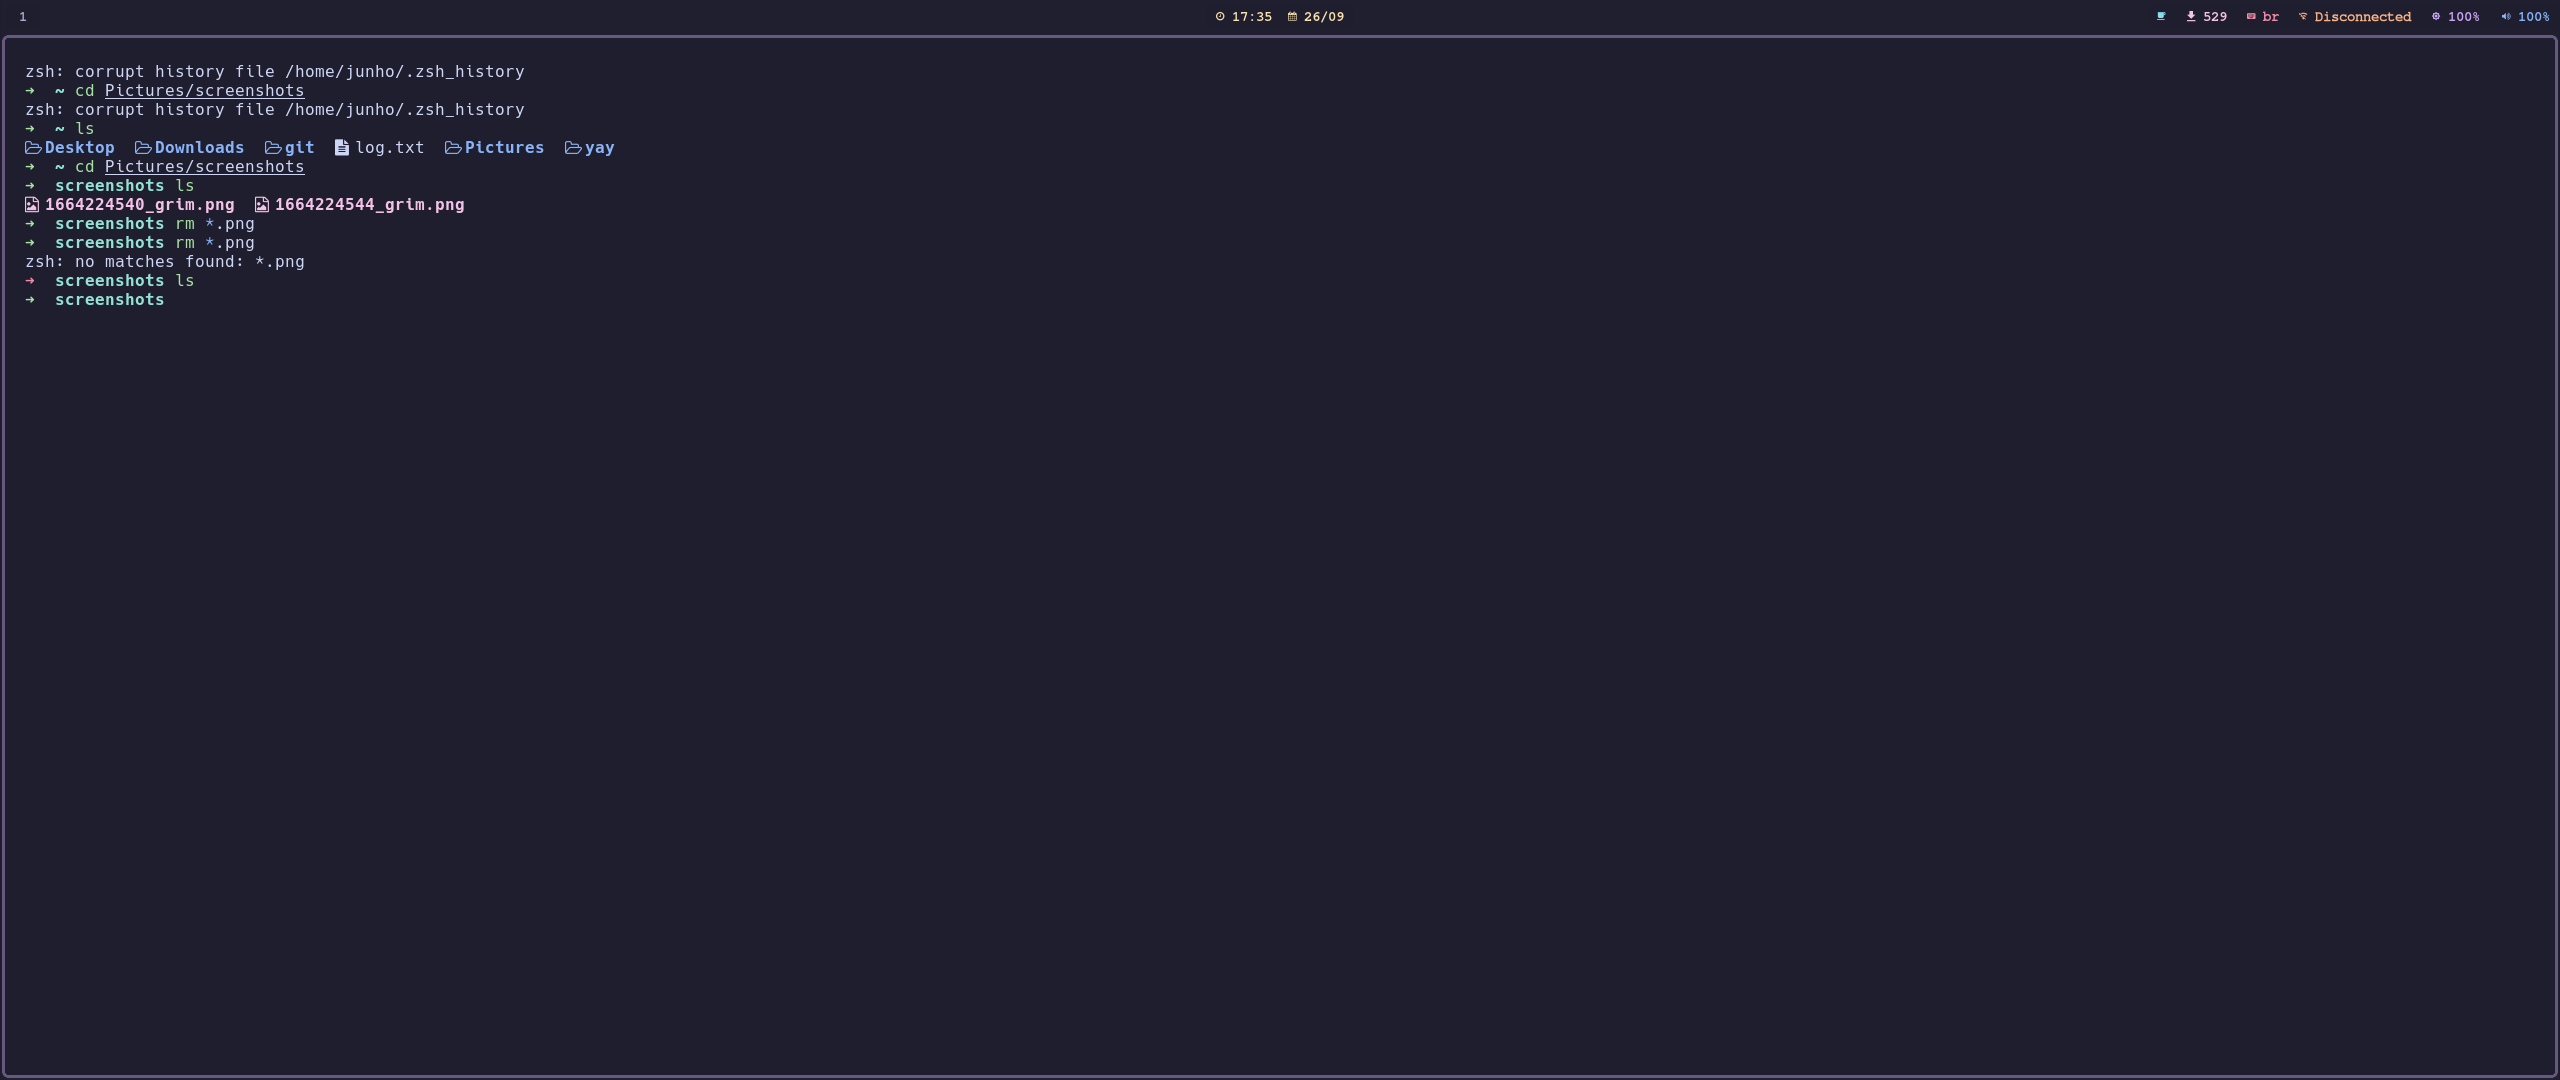 1
17:35 26/09
529 br Disconnected 100% 100%
zsh: corrupt history file /home/junho/.zsh_history
➜ ~ cd Pictures/screenshots
zsh: corrupt history file /home/junho/.zsh_history
➜ ~ ls
Desktop Downloads git log.txt Pictures yay
➜ ~ cd Pictures/screenshots
➜ screenshots ls
1664224540_grim.png 1664224544_grim.png
➜ screenshots rm *.png
➜ screenshots rm *.png
zsh: no matches found: *.png
➜ screenshots ls
➜ screenshots